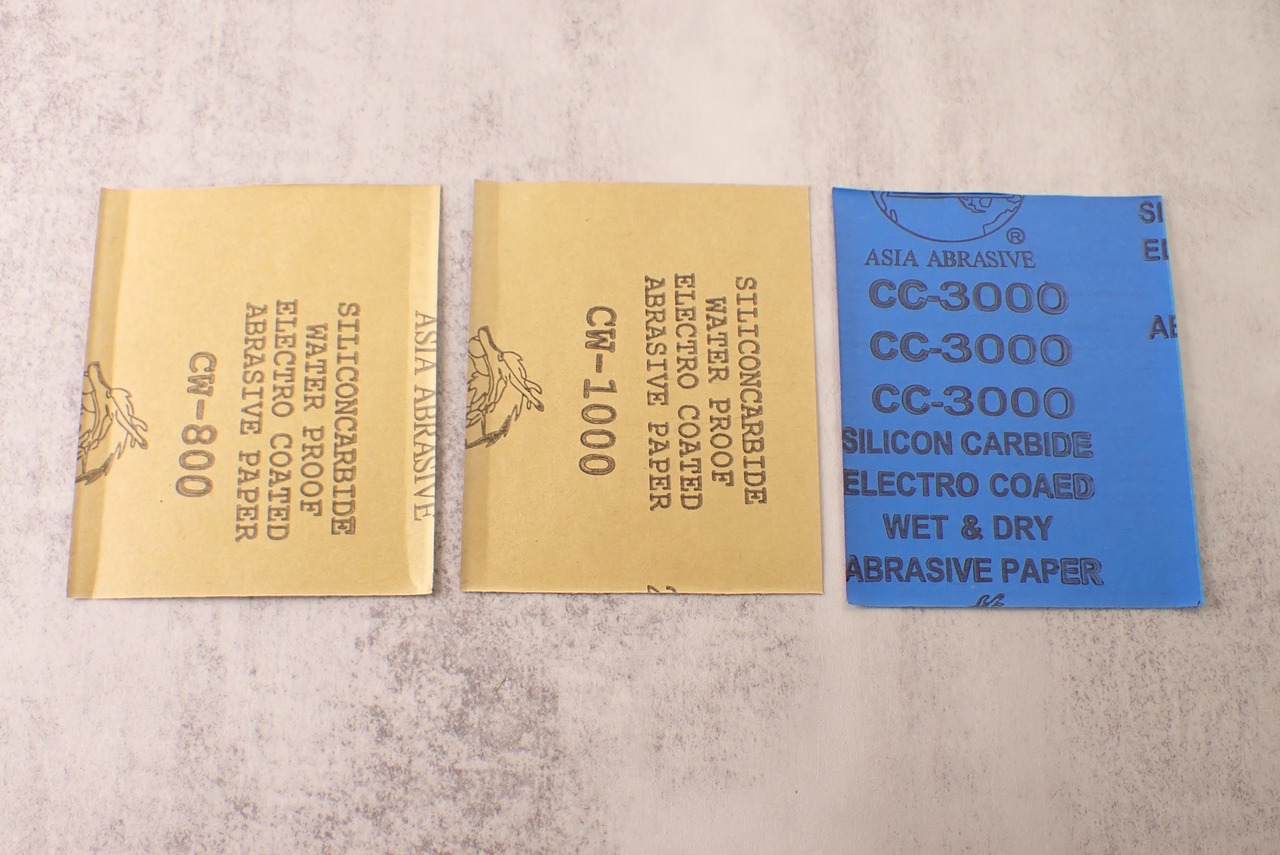 ASIA ABRASIVE
SILICONCARBIDE
WATER PROOF
ELECTRO COATED
ABRASIVE PAPER
CW-800
SILICONCARBIDE
WATER PROOF
ELECTRO COATED
ABRASIVE PAPER
CW-1000
®
ASIA ABRASIVE
CC-3000
CC-3000
CC-3000
SILICON CARBIDE
ELECTRO COAED
WET & DRY
ABRASIVE PAPER
SI